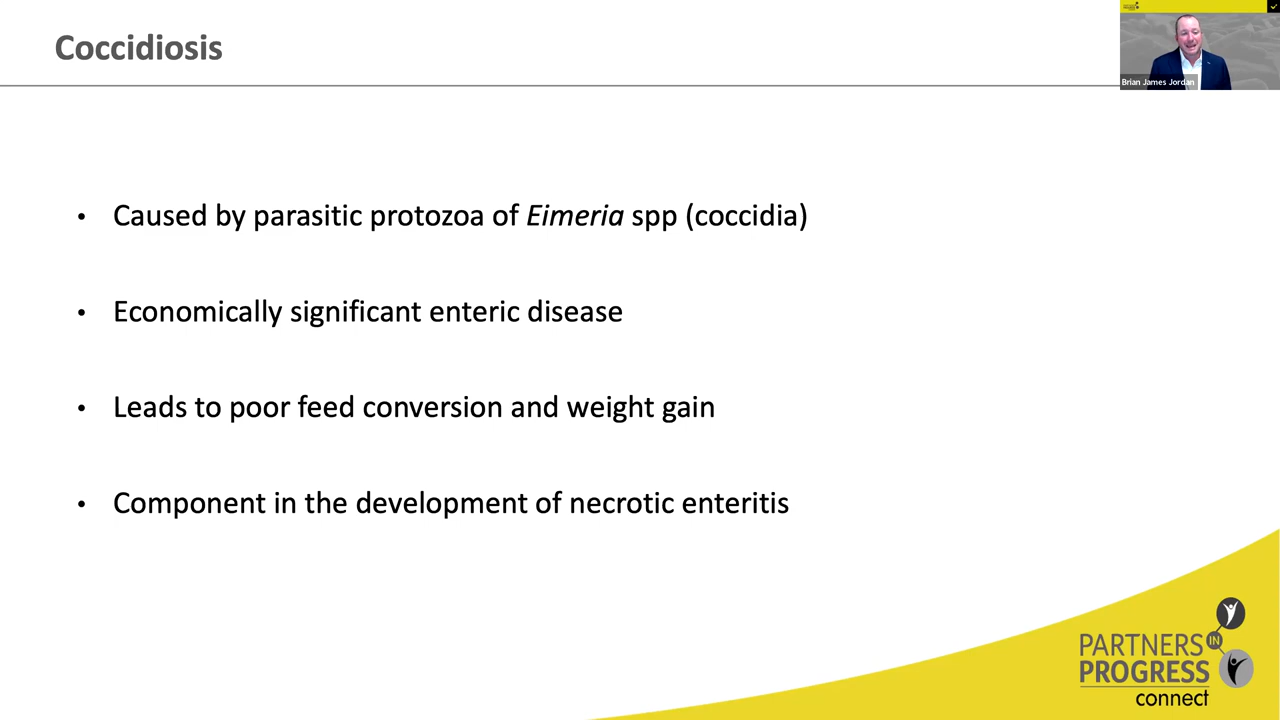 Coccidiosis
Brian James Jordan
• Caused by parasitic protozoa of Eimeria spp (coccidia)
• Economically significant enteric disease
• Leads to poor feed conversion and weight gain
• Component in the development of necrotic enteritis
PARTNERS IN
PROGRESS
connect